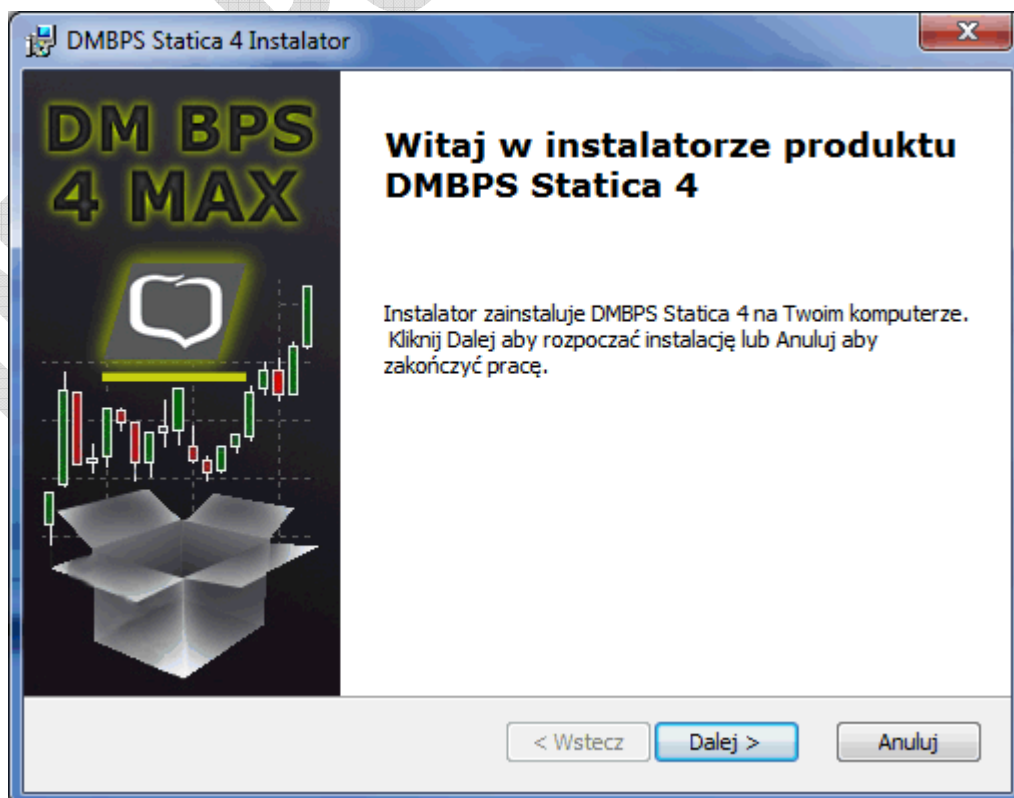 DMBPS Statica 4 Instalator
DM BPS
4 MAX
Witaj w instalatorze produktu
DMBPS Statica 4
Instalator zainstaluje DMBPS Statica 4 na Twoim komputerze.
Kliknij Dalej aby rozpoczać instalację lub Anuluj aby
zakończyć pracę.
< Wstecz
Dalej >
Anuluj